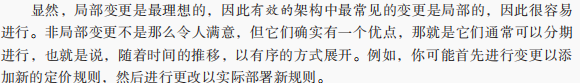 显然，局部变更是最理想的，因此有效的架构中最常见的变更是局部的，因此很容易
进行。非局部变更不是那么令人满意，但它们确实有一个优点，那就是它们通常可以分期
进行，也就是说，随着时间的推移，以有序的方式展开。例如，你可能首先进行变更以添
加新的定价规则，然后进行更改以实际部署新规则。